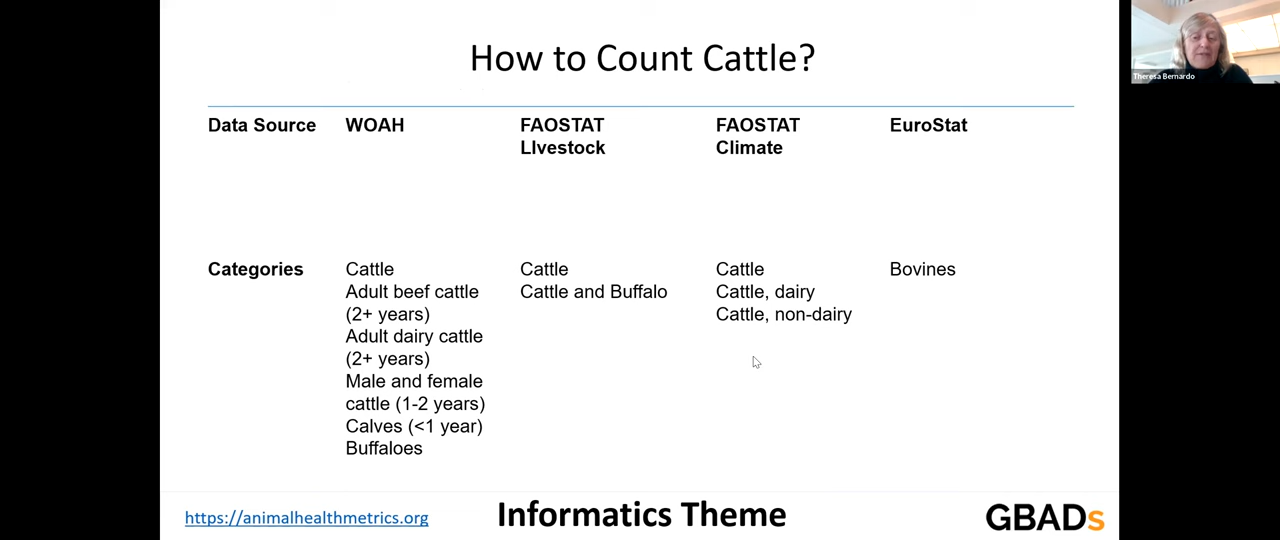 How to Count Cattle?
Theresa Bernardo
Data Source WOAH FAOSTAT FAOSTAT EuroStat
LIvestock Climate
Categories Cattle Cattle Cattle Bovines
Adult beef cattle Cattle and Buffalo Cattle, dairy
(2+ years) Cattle, non-dairy
Adult dairy cattle
(2+ years)
Male and female
cattle (1-2 years)
Calves (<1 year)
Buffaloes
https://animalhealthmetrics.org Informatics Theme GBADs